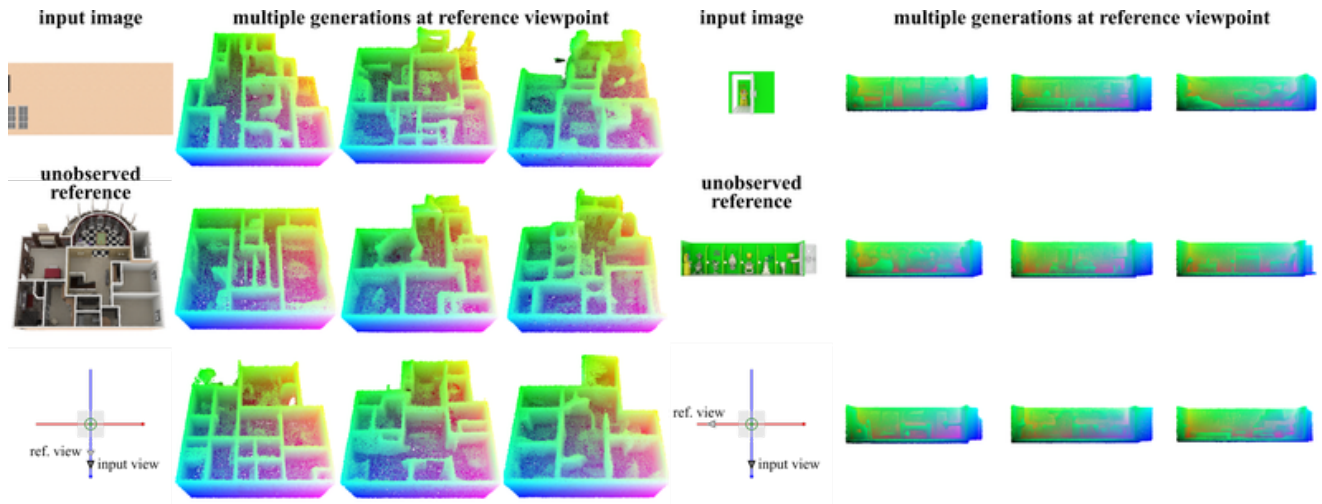 input image
multiple generations at reference viewpoint
input image
multiple generations at reference viewpoint
unobserved
reference
unobserved
reference
ref. view
input view
ref. view
input view